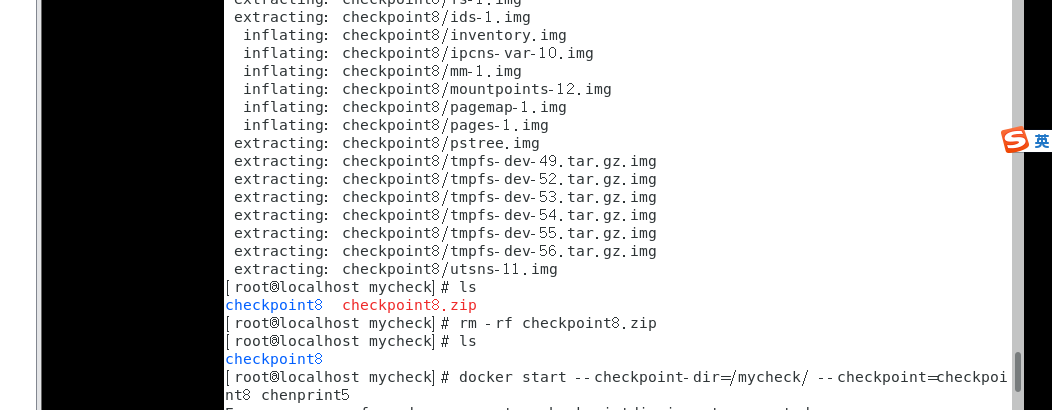 extracting: checkpoint8/fs-1.img
extracting: checkpoint8/ids-1.img
inflating: checkpoint8/inventory.img
inflating: checkpoint8/ipcns-var-10.img
inflating: checkpoint8/mm-1.img
inflating: checkpoint8/mountpoints-12.img
inflating: checkpoint8/pagemap-1.img
inflating: checkpoint8/pages-1.img
extracting: checkpoint8/pstree.img
extracting: checkpoint8/tmpfs-dev-49.tar.gz.img
extracting: checkpoint8/tmpfs-dev-52.tar.gz.img
extracting: checkpoint8/tmpfs-dev-53.tar.gz.img
extracting: checkpoint8/tmpfs-dev-54.tar.gz.img
extracting: checkpoint8/tmpfs-dev-55.tar.gz.img
extracting: checkpoint8/tmpfs-dev-56.tar.gz.img
extracting: checkpoint8/utsns-11.img
[root@localhost mycheck]# ls
checkpoint8 checkpoint8.zip
[root@localhost mycheck]# rm -rf checkpoint8.zip
[root@localhost mycheck]# ls
checkpoint8
[root@localhost mycheck]# docker start --checkpoint-dir=/mycheck/ --checkpoint=checkpoi
nt8 chenprint5
S 英